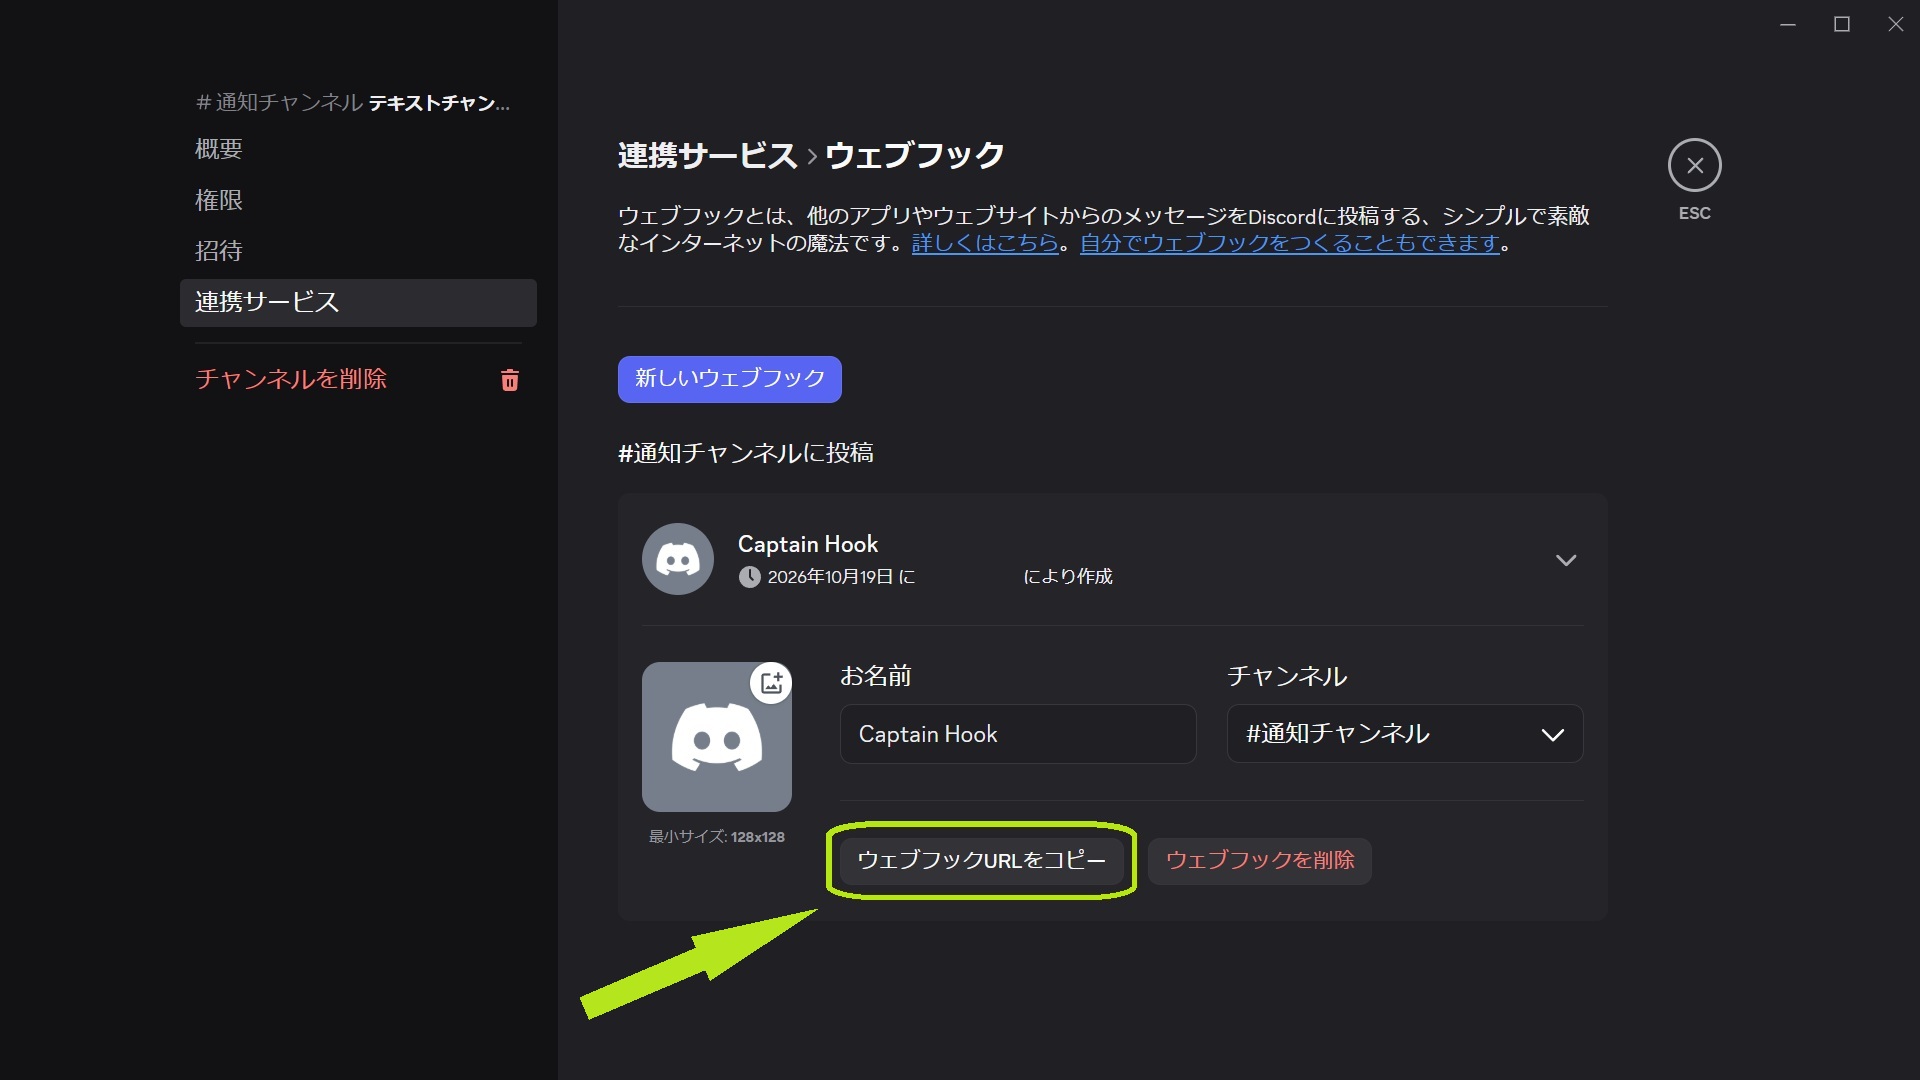 #通知チャンネル テキストチャン...
概要
権限
招待
連携サービス
チャンネルを削除
連携サービス > ウェブフック
ウェブフックとは、他のアプリやウェブサイトからのメッセージをDiscordに投稿する、シンプルで素敵
なインターネットの魔法です。詳しくはこちら。自分でウェブフックをつくることもできます。
ESC
新しいウェブフック
#通知チャンネルに投稿
Captain Hook
2026年10月19日 に により作成
お名前
チャンネル
Captain Hook
#通知チャンネル
最小サイズ: 128x128
ウェブフックURLをコピー
ウェブフックを削除